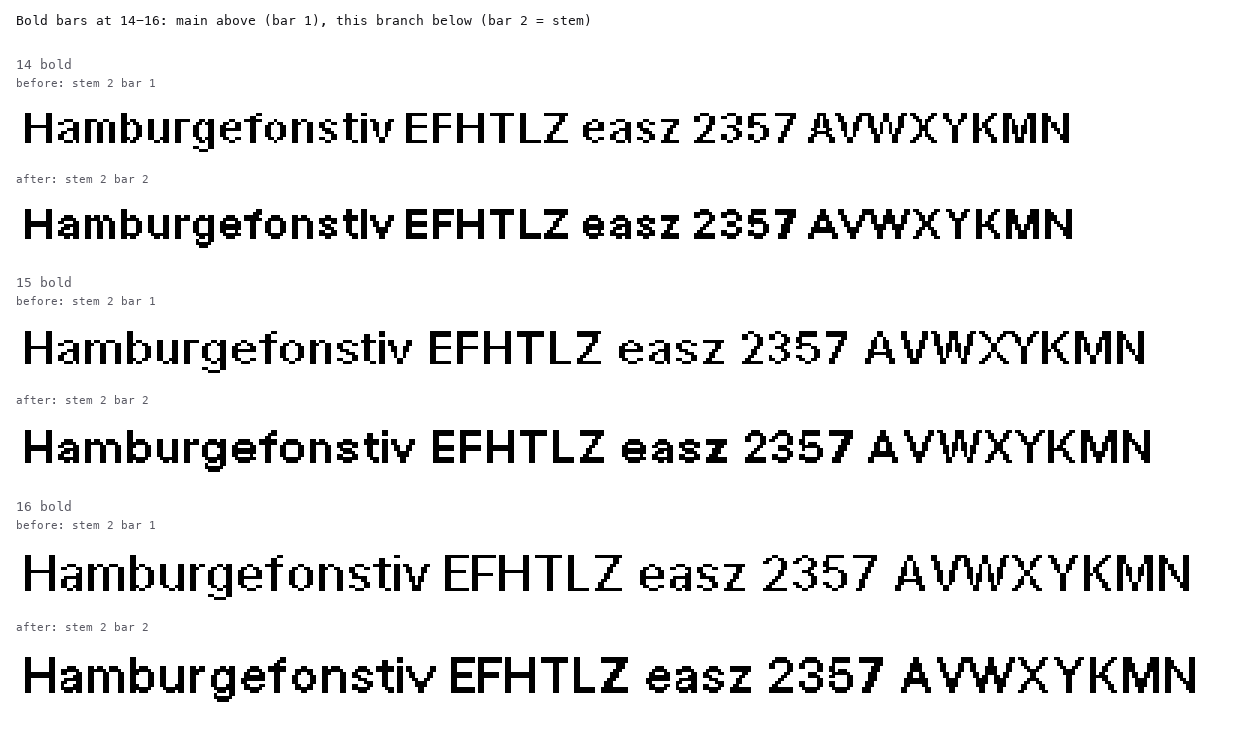 Bold bars at 14–16: main above (bar 1), this branch below (bar 2 = stem)
14 bold
before: stem 2 bar 1
Hamburgefonstiv EFHTLZ easz 2357 AVWXYKMN
after: stem 2 bar 2
Hamburgefonstiv EFHTLZ easz 2357 AVWXYKMN
15 bold
before: stem 2 bar 1
Hamburgefonstiv EFHTLZ easz 2357 AVWXYKMN
after: stem 2 bar 2
Hamburgefonstiv EFHTLZ easz 2357 AVWXYKMN
16 bold
before: stem 2 bar 1
Hamburgefonstiv EFHTLZ easz 2357 AVWXYKMN
after: stem 2 bar 2
Hamburgefonstiv EFHTLZ easz 2357 AVWXYKMN